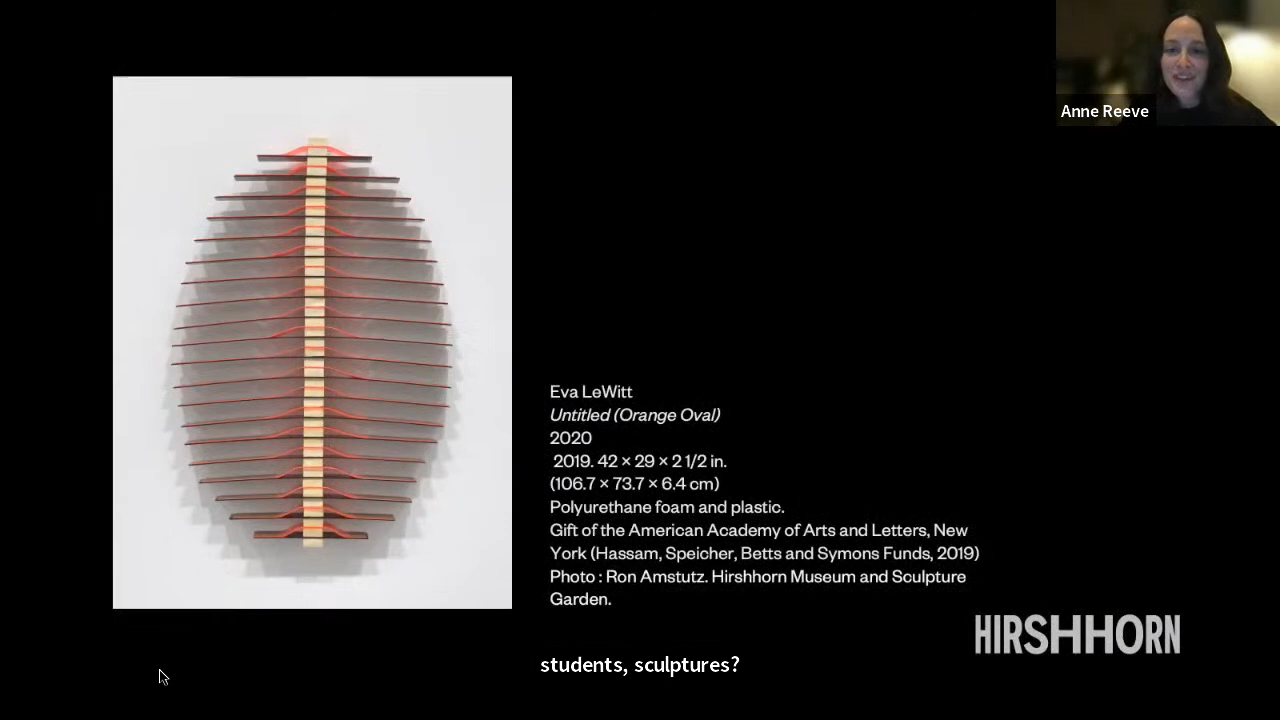 Anne Reeve
Eva LeWitt
Untitled (Orange Oval)
2020
2019. 42 × 29 × 2 1/2 in.
(106.7 × 73.7 × 6.4 cm)
Polyurethane foam and plastic.
Gift of the American Academy of Arts and Letters, New
York (Hassam, Speicher, Betts and Symons Funds, 2019)
Photo : Ron Amstutz. Hirshhorn Museum and Sculpture
Garden.
HIRSHHORN
students, sculptures?